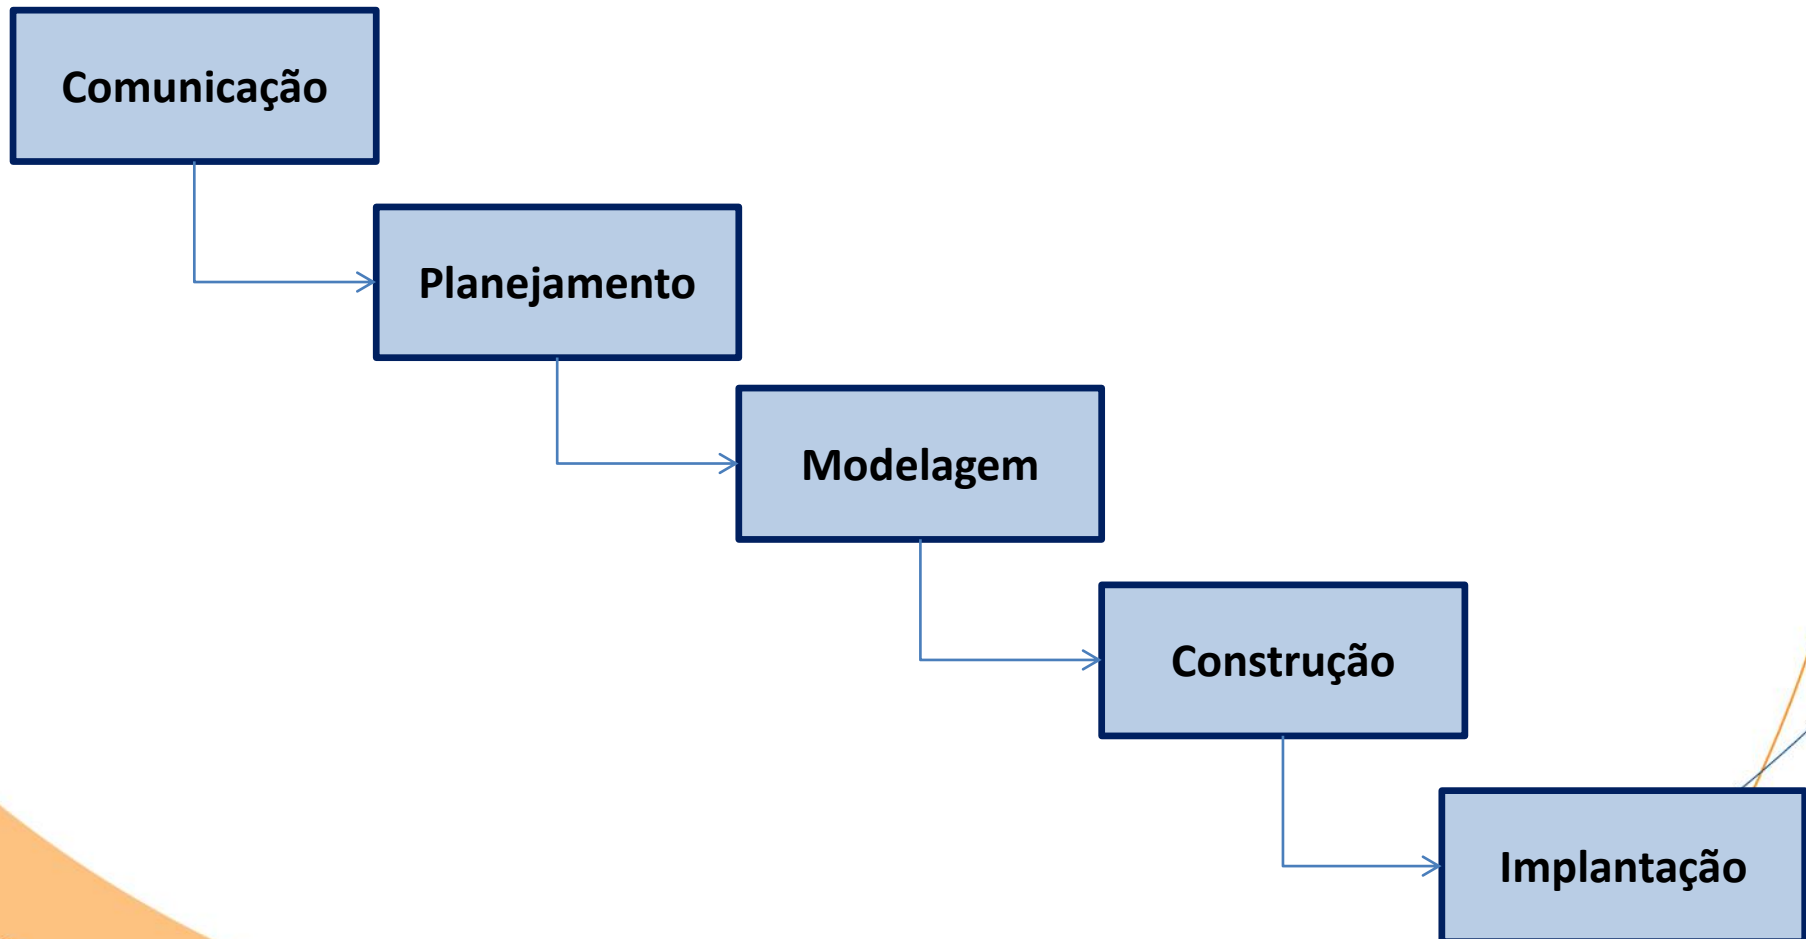 Comunicação
Planejamento
Modelagem
Construção
Implantação